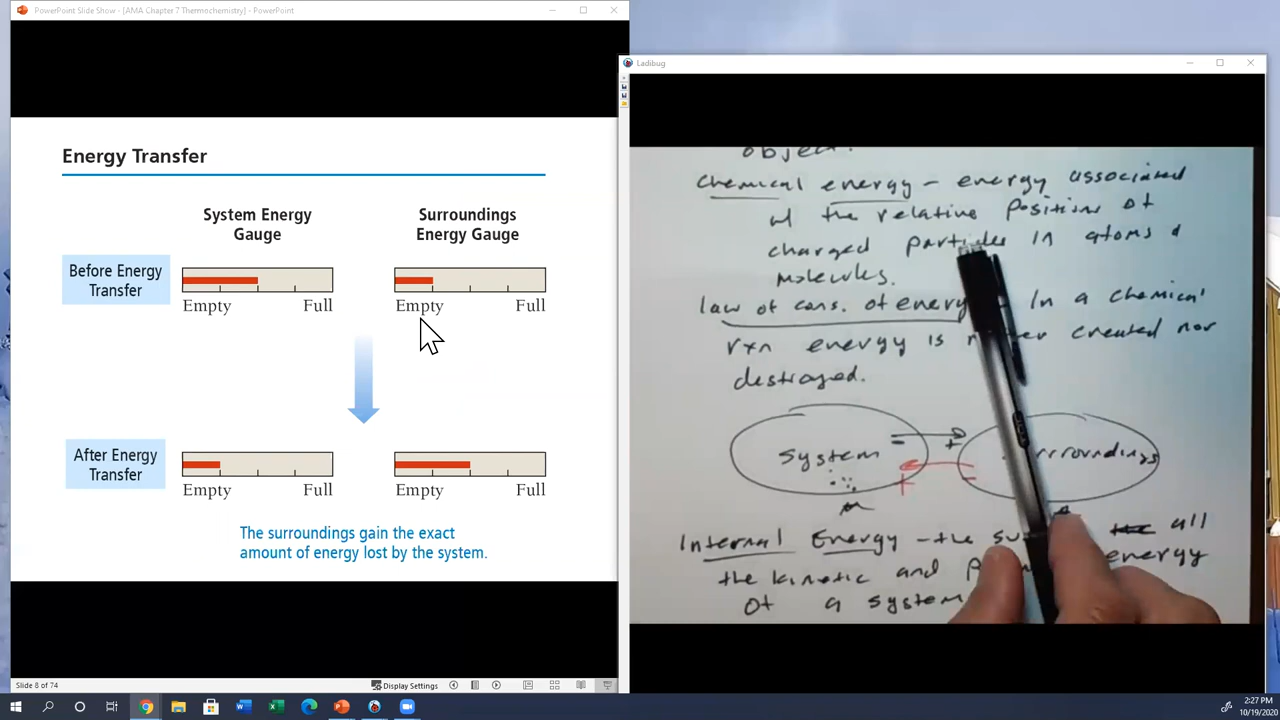 PowerPoint Slide Show - [AMA Chapter 7 Thermochemistry] - PowerPoint
Energy Transfer
System Energy
Gauge
Surroundings
Energy Gauge
Before Energy
Transfer
Empty
Full
Empty
Full
After Energy
Transfer
Empty
Full
Empty
Full
The surroundings gain the exact
amount of energy lost by the system.
Slide 8 of 74
Display Settings
Ladibug
object.
chemical energy - energy associated
w/ the relative positions of
charged particles in atoms &
molecules.
law of cons. of energy - In a chemical
rxn energy is created nor
destroyed.
system
- +
+ -
Internal Energy - the all
the kinetic and energy
of a system
2:27 PM
10/19/2020